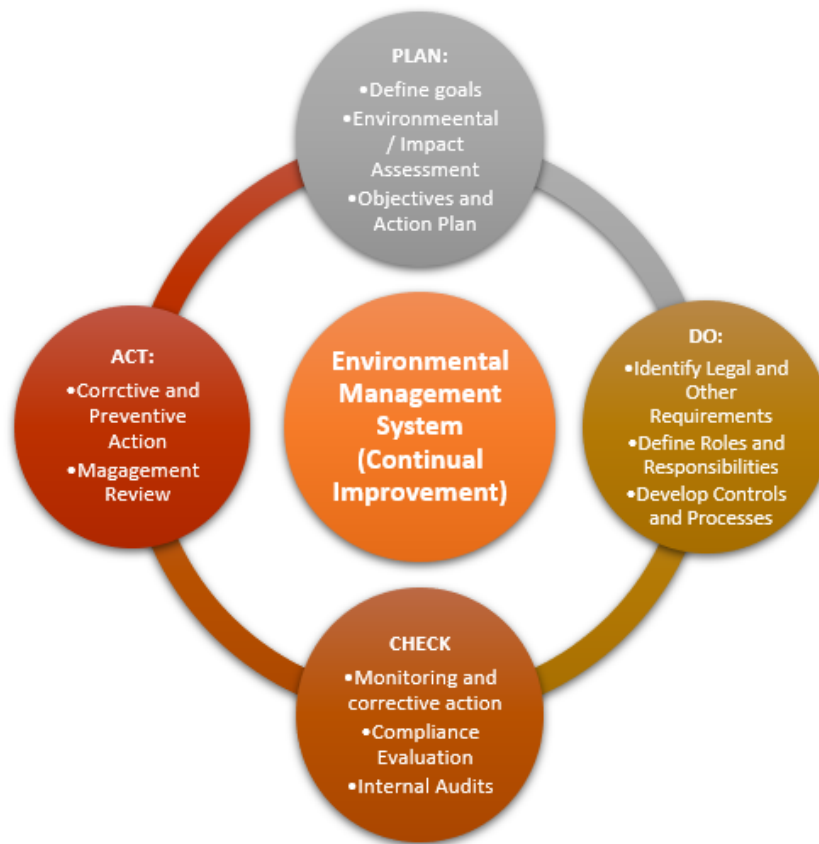 PLAN:
•Define goals
•Environmeental
/ Impact
Assessment
•Objectives and
Action Plan
DO:
•Identify Legal and
Other
Requirements
•Define Roles and
Responsibilities
•Develop Controls
and Processes
CHECK
•Monitoring and
corrective action
•Compliance
Evaluation
•Internal Audits
ACT:
•Corrctive and
Preventive
Action
•Magagement
Review
Environmental
Management
System
(Continual
Improvement)